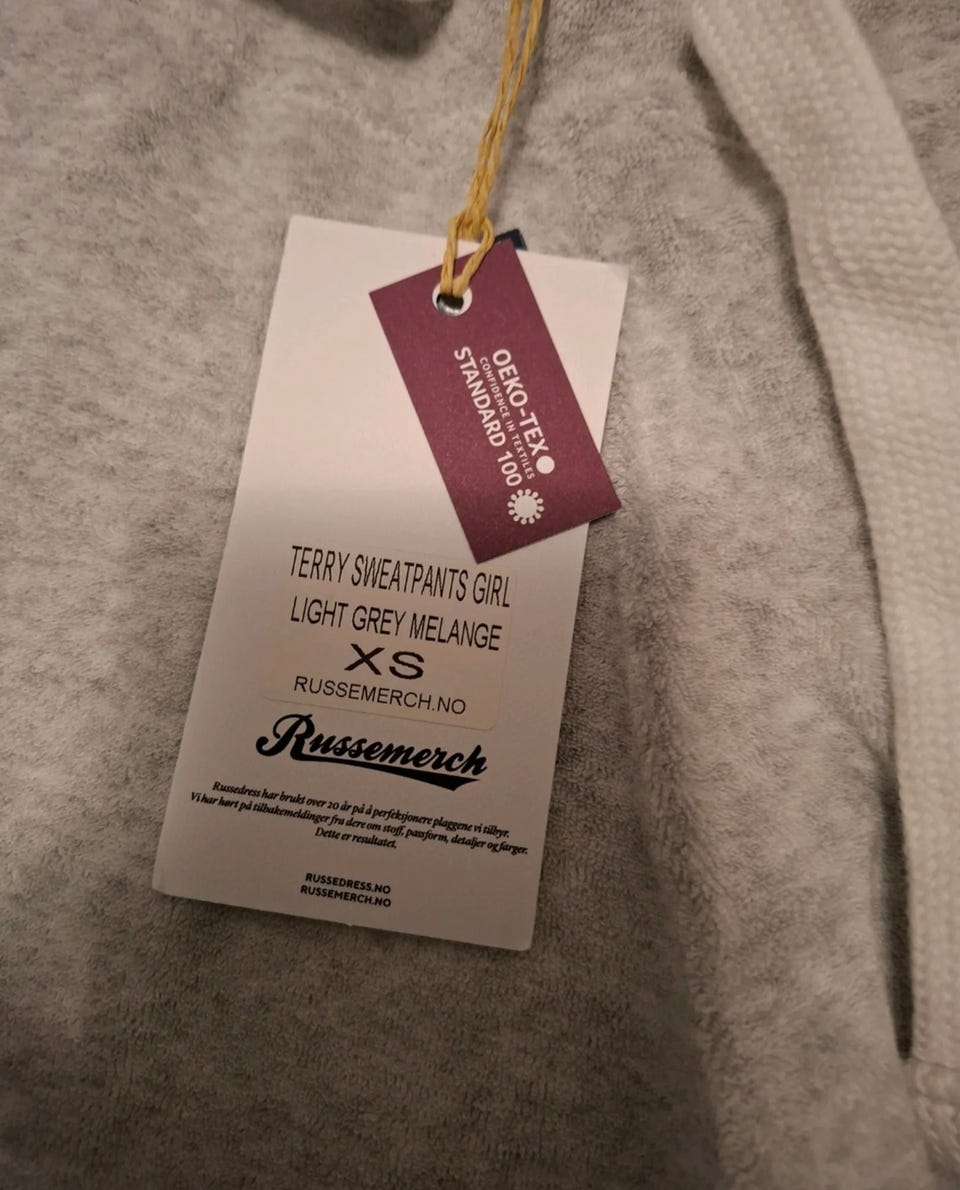 OEKO-TEX
CONFIDENCE IN TEXTILES
STANDARD 100
TERRY SWEATPANTS GIRL
LIGHT GREY MELANGE
XS
RUSSEMERCH.NO
Russemerch
Russedress har brukt over 20 år på å perfeksjonere plaggene vi tilbyr.
Vi har hørt på tilbakemeldinger fra dere om stoff, passform, detaljer og farger.
Dette er resultatet.
RUSSEDRESS.NO
RUSSEMERCH.NO